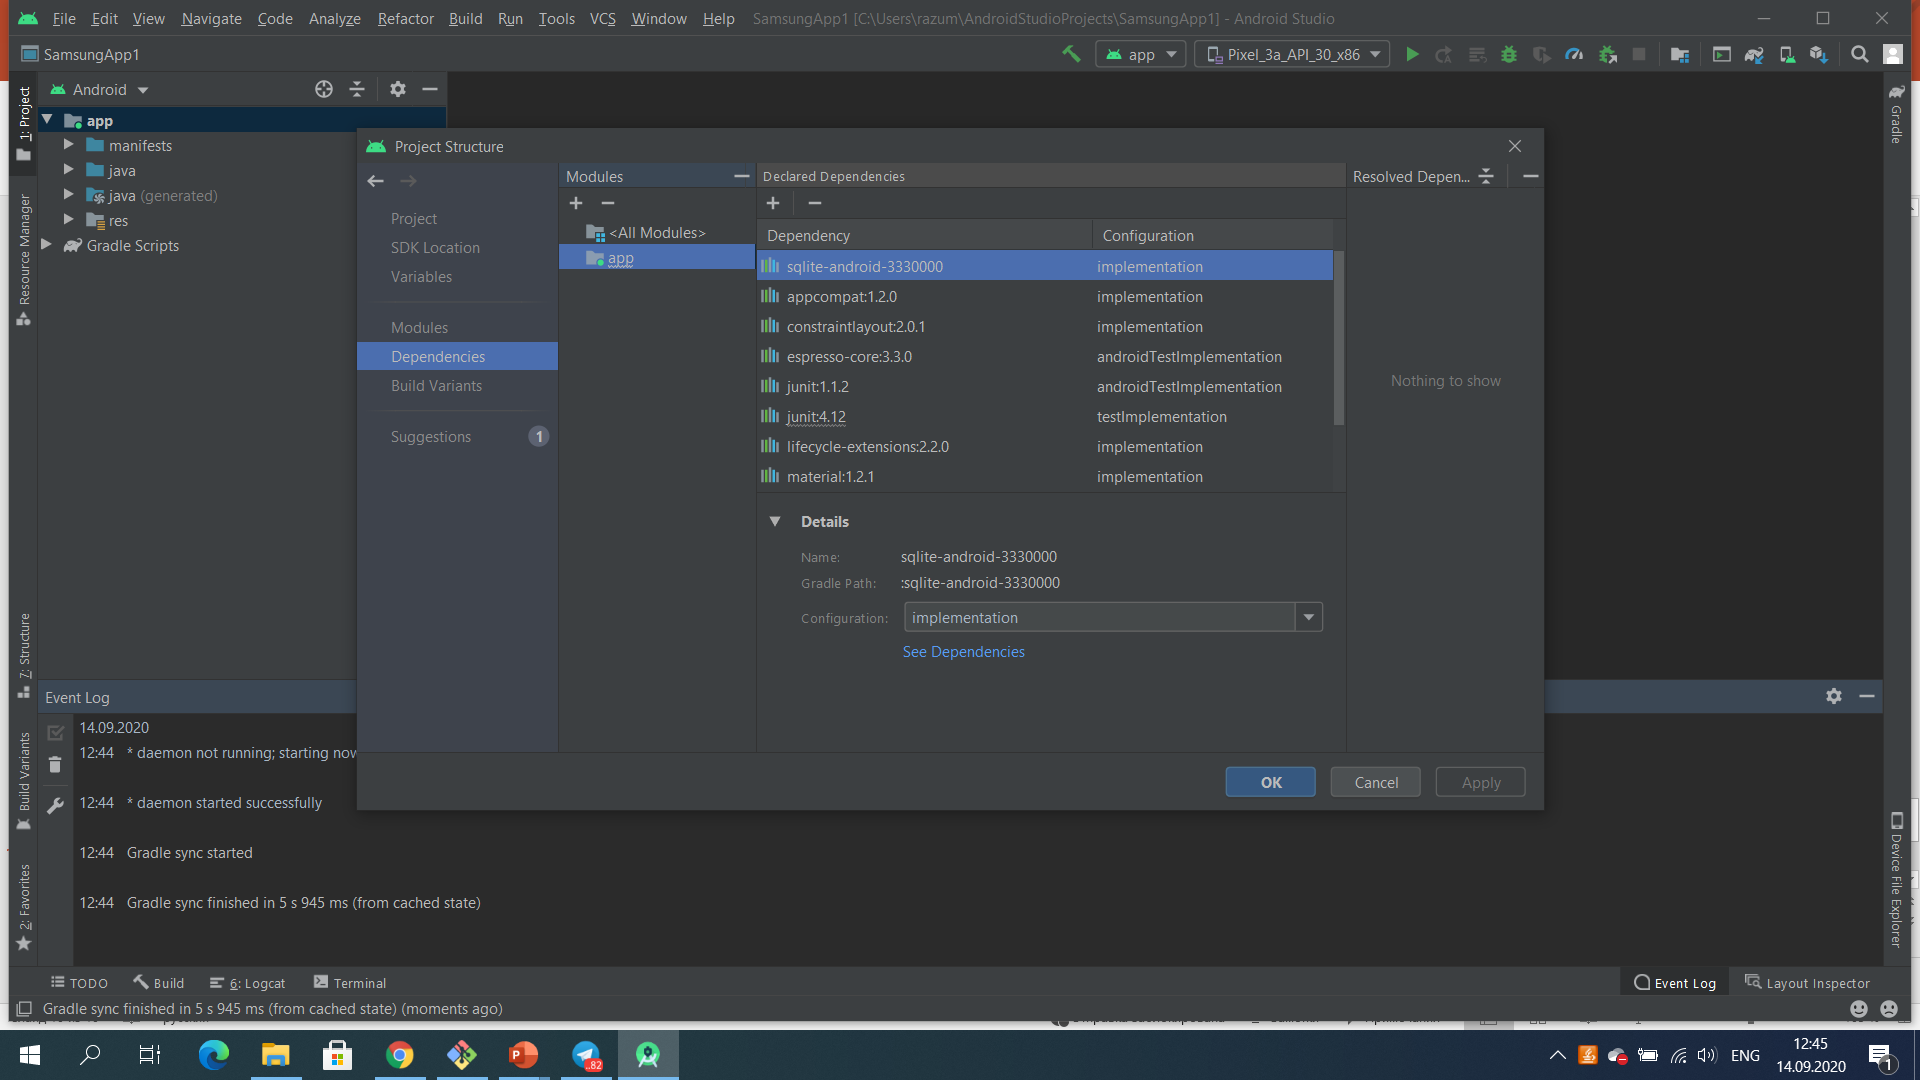 File Edit View Navigate Code Analyze Refactor Build Run Tools VCS Window Help SamsungApp1 [C:\Users\razum\AndroidStudioProjects\SamsungApp1] - Android Studio
SamsungApp1
app
Pixel_3a_API_30_x86
1: Project
Resource Manager
7: Structure
Build Variants
2: Favorites
Android
app
manifests
java
java (generated)
res
Gradle Scripts
Gradle
Device File Explorer
Project Structure
Project
SDK Location
Variables
Modules
Dependencies
Build Variants
Suggestions 1
Modules
<All Modules>
app
Declared Dependencies
Dependency Configuration
sqlite-android-3330000 implementation
appcompat:1.2.0 implementation
constraintlayout:2.0.1 implementation
espresso-core:3.3.0 androidTestImplementation
junit:1.1.2 androidTestImplementation
junit:4.12 testImplementation
lifecycle-extensions:2.2.0 implementation
material:1.2.1 implementation
Details
Name: sqlite-android-3330000
Gradle Path: :sqlite-android-3330000
Configuration: implementation
See Dependencies
Resolved Depen...
Nothing to show
OK Cancel Apply
Event Log
14.09.2020
12:44 * daemon not running; starting now
12:44 * daemon started successfully
12:44 Gradle sync started
12:44 Gradle sync finished in 5 s 945 ms (from cached state)
TODO Build 6: Logcat Terminal Event Log Layout Inspector
Gradle sync finished in 5 s 945 ms (from cached state) (moments ago)
P
..82
ENG
12:45
14.09.2020
1